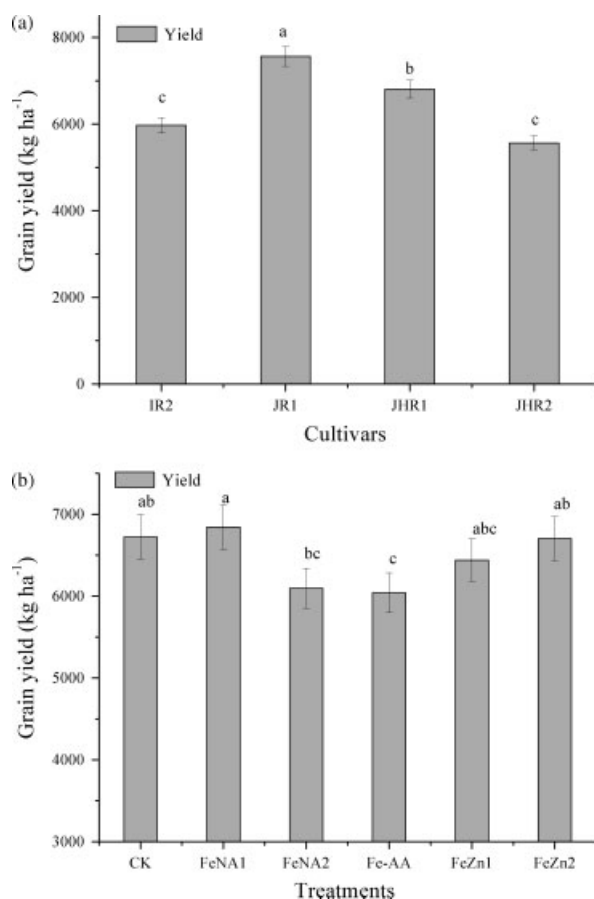 (a)
Yield
Grain yield (kg ha⁻¹)
8000
6000
4000
2000
0
c
a
b
c
IR2 JR1 JHR1 JHR2
Cultivars
(b)
Yield
Grain yield (kg ha⁻¹)
7000
6000
5000
4000
3000
ab
a
bc
c
abc
ab
CK FeNA1 FeNA2 Fe-AA FeZn1 FeZn2
Treatments